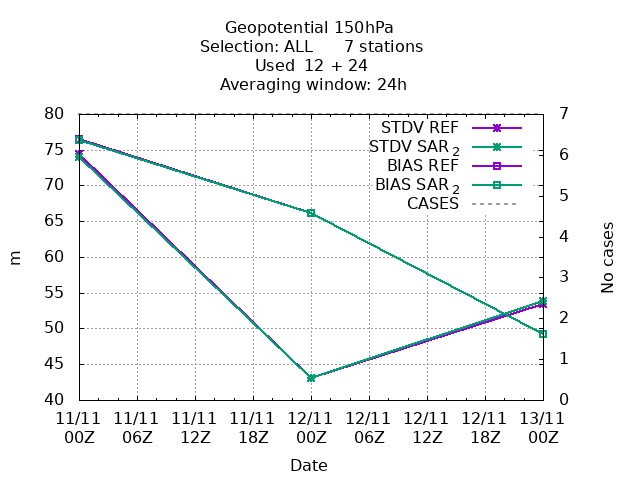 Geopotential 150hPa
Selection: ALL      7 stations
Used  12 + 24
Averaging window: 24h
80
75
70
65
60
55
50
45
40
m
7
6
5
4
3
2
1
0
No cases
STDV REF
STDV SAR2
BIAS REF
BIAS SAR2
CASES
11/11 11/11 11/11 11/11 12/11 12/11 12/11 12/11 13/11
00Z 06Z 12Z 18Z 00Z 06Z 12Z 18Z 00Z
Date